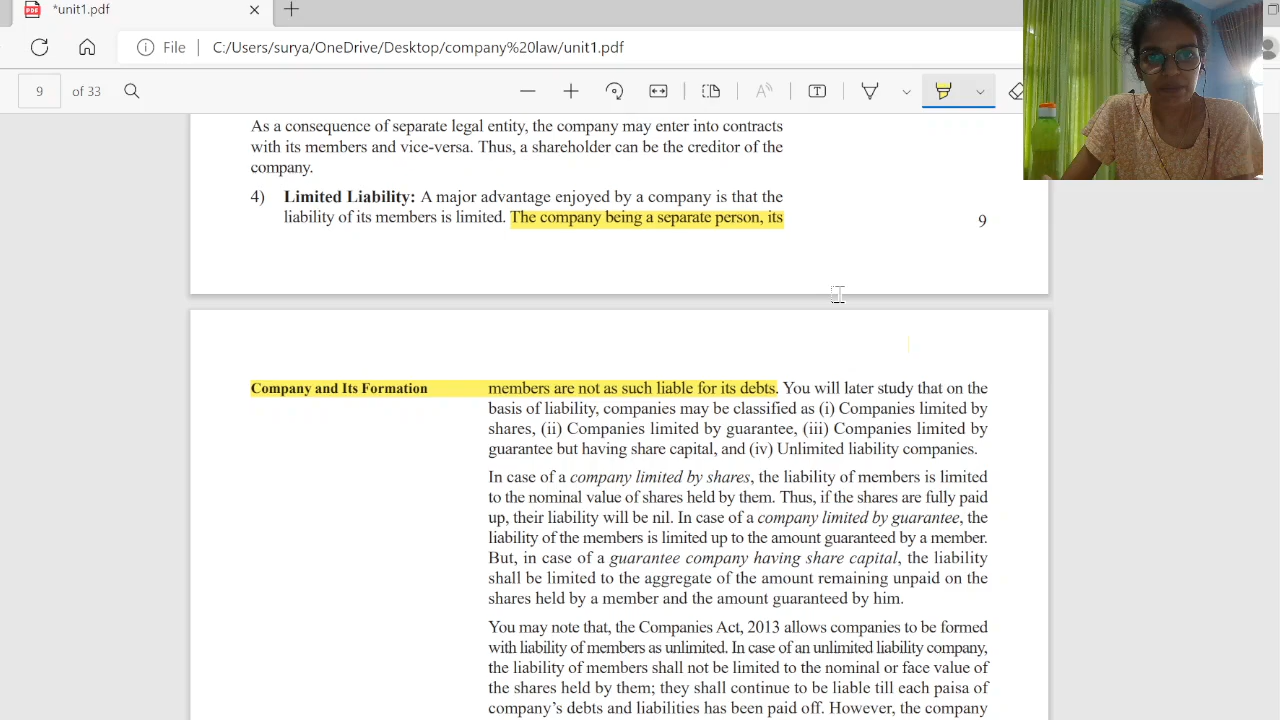 *unit1.pdf
File C:/Users/surya/OneDrive/Desktop/company%20law/unit1.pdf
9 of 33
As a consequence of separate legal entity, the company may enter into contracts
with its members and vice-versa. Thus, a shareholder can be the creditor of the
company.
4) Limited Liability: A major advantage enjoyed by a company is that the
liability of its members is limited. The company being a separate person, its
9
Company and Its Formation
members are not as such liable for its debts. You will later study that on the
basis of liability, companies may be classified as (i) Companies limited by
shares, (ii) Companies limited by guarantee, (iii) Companies limited by
guarantee but having share capital, and (iv) Unlimited liability companies.
In case of a company limited by shares, the liability of members is limited
to the nominal value of shares held by them. Thus, if the shares are fully paid
up, their liability will be nil. In case of a company limited by guarantee, the
liability of the members is limited up to the amount guaranteed by a member.
But, in case of a guarantee company having share capital, the liability
shall be limited to the aggregate of the amount remaining unpaid on the
shares held by a member and the amount guaranteed by him.
You may note that, the Companies Act, 2013 allows companies to be formed
with liability of members as unlimited. In case of an unlimited liability company,
the liability of members shall not be limited to the nominal or face value of
the shares held by them; they shall continue to be liable till each paisa of
company's debts and liabilities has been paid off. However, the company